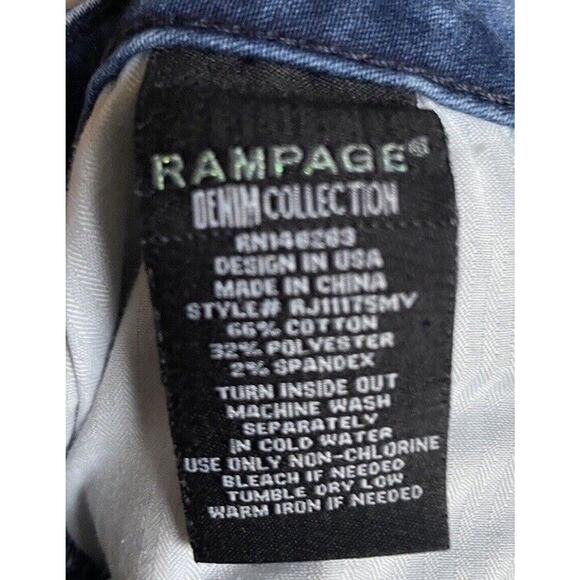 RAMPAGE®
DENIM COLLECTION
RN146263
DESIGN IN USA
MADE IN CHINA
STYLE# RJ11175MV
66% COTTON
32% POLYESTER
2% SPANDEX
TURN INSIDE OUT
MACHINE WASH
SEPARATELY
IN COLD WATER
USE ONLY NON-CHLORINE
BLEACH IF NEEDED
TUMBLE DRY LOW
WARM IRON IF NEEDED